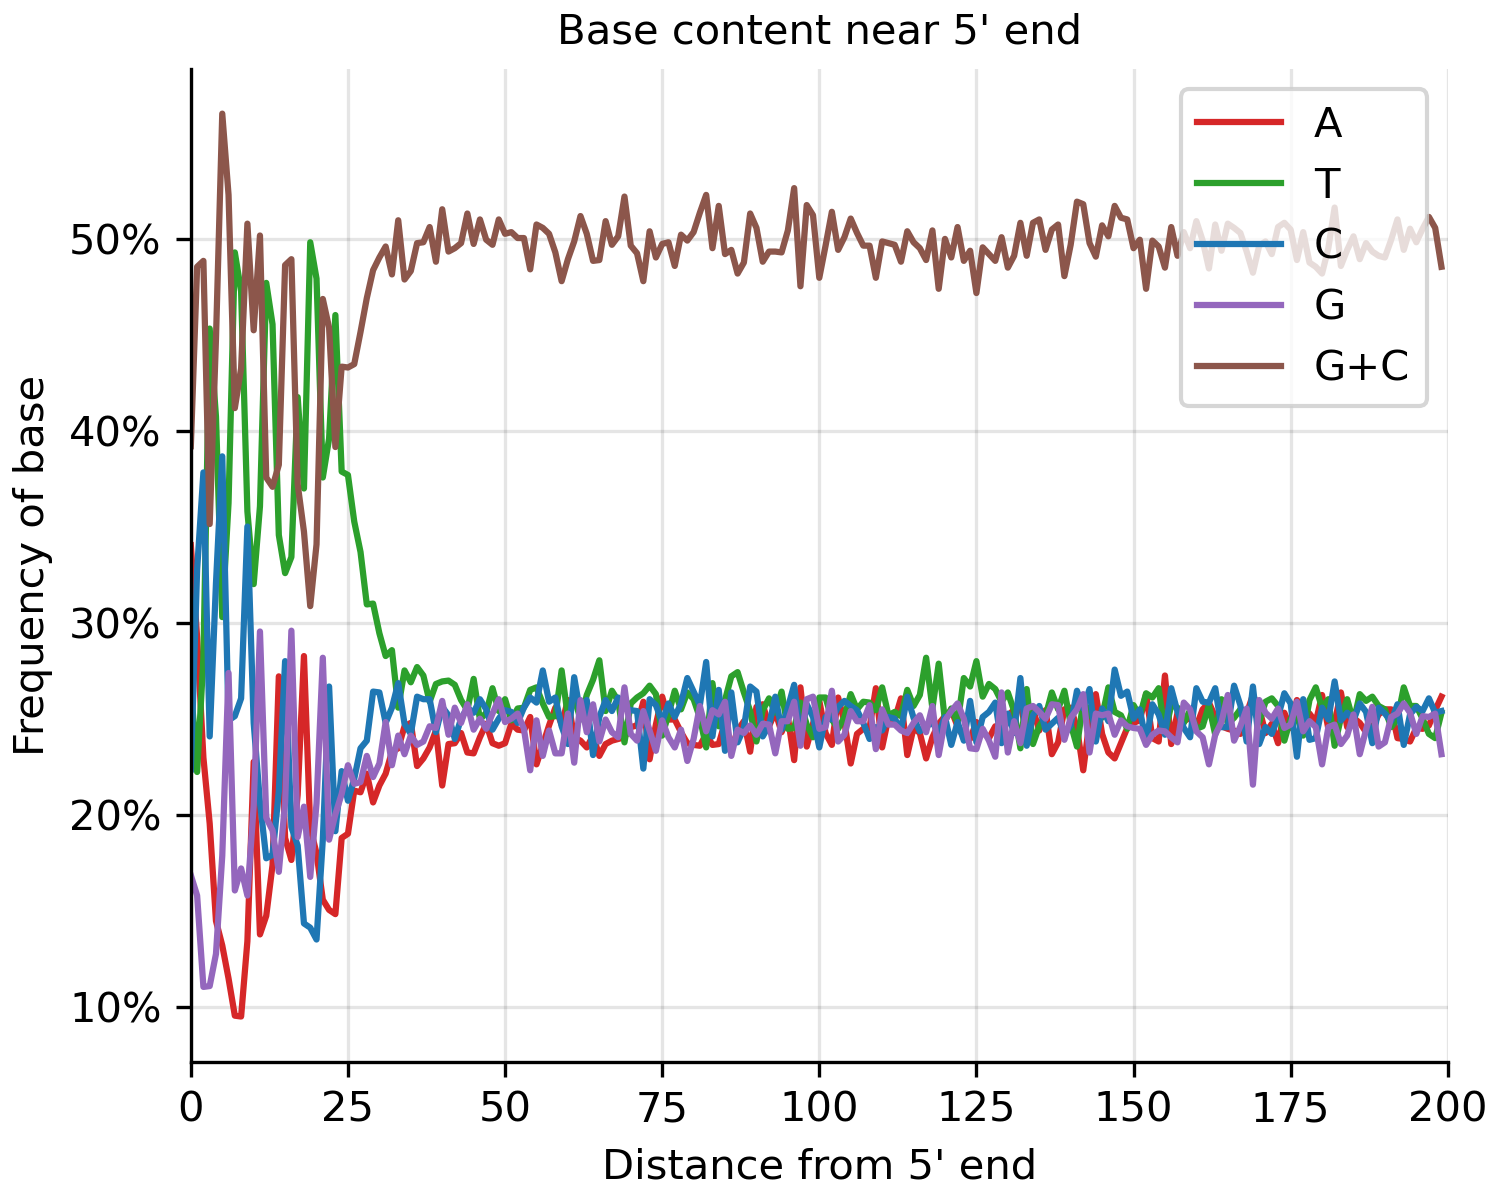 Base content near 5' end
Frequency of base
50%
40%
30%
20%
10%
A
T
C
G
G+C
0 25 50 75 100 125 150 175 200
Distance from 5' end